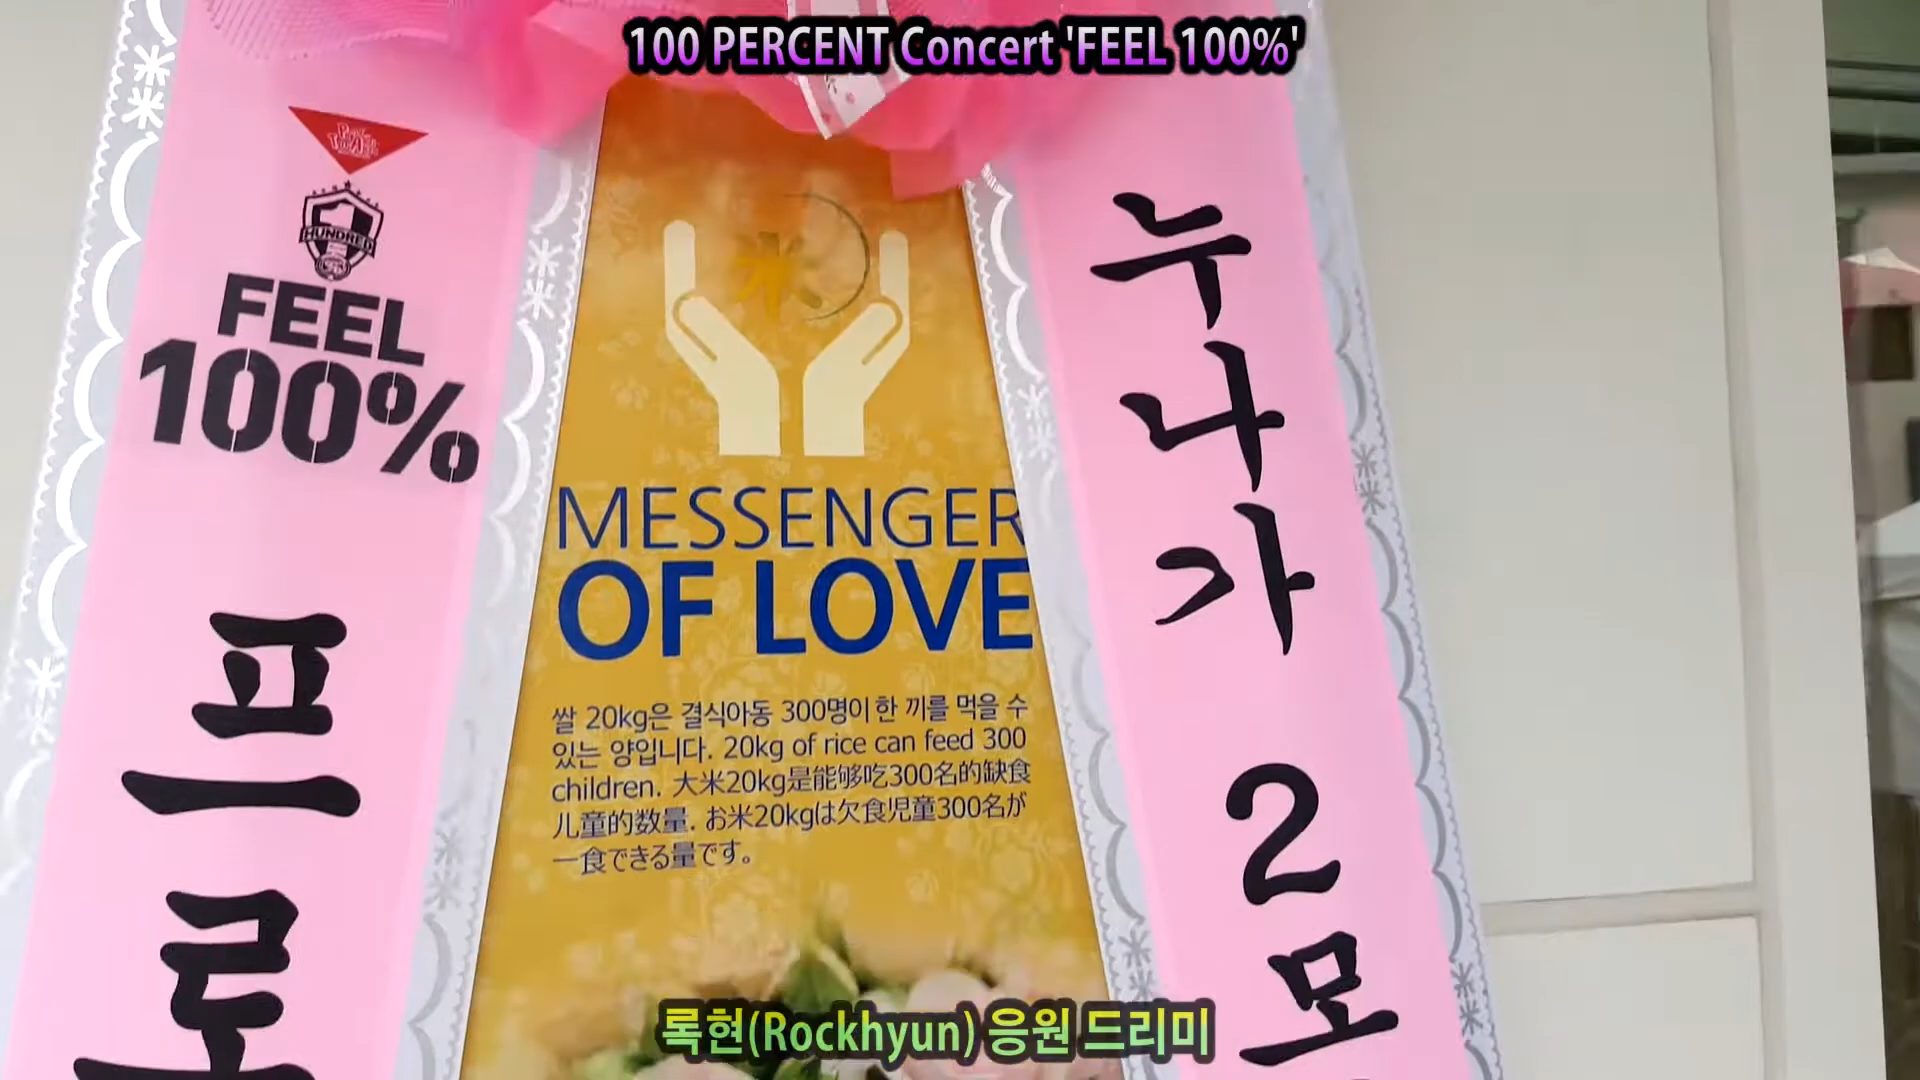 100 PERCENT Concert 'FEEL 100%'
HUNDRED
FEEL
100%
프
로
米
MESSENGER
OF LOVE
쌀 20kg은 결식아동 300명이 한 끼를 먹을 수
있는 양입니다. 20kg of rice can feed 300
children. 大米20kg是能够吃300名的缺食
儿童的数量. お米20kgは欠食児童300名が
一食できる量です。
누
나
가
2
모
록현(Rockhyun) 응원 드리미